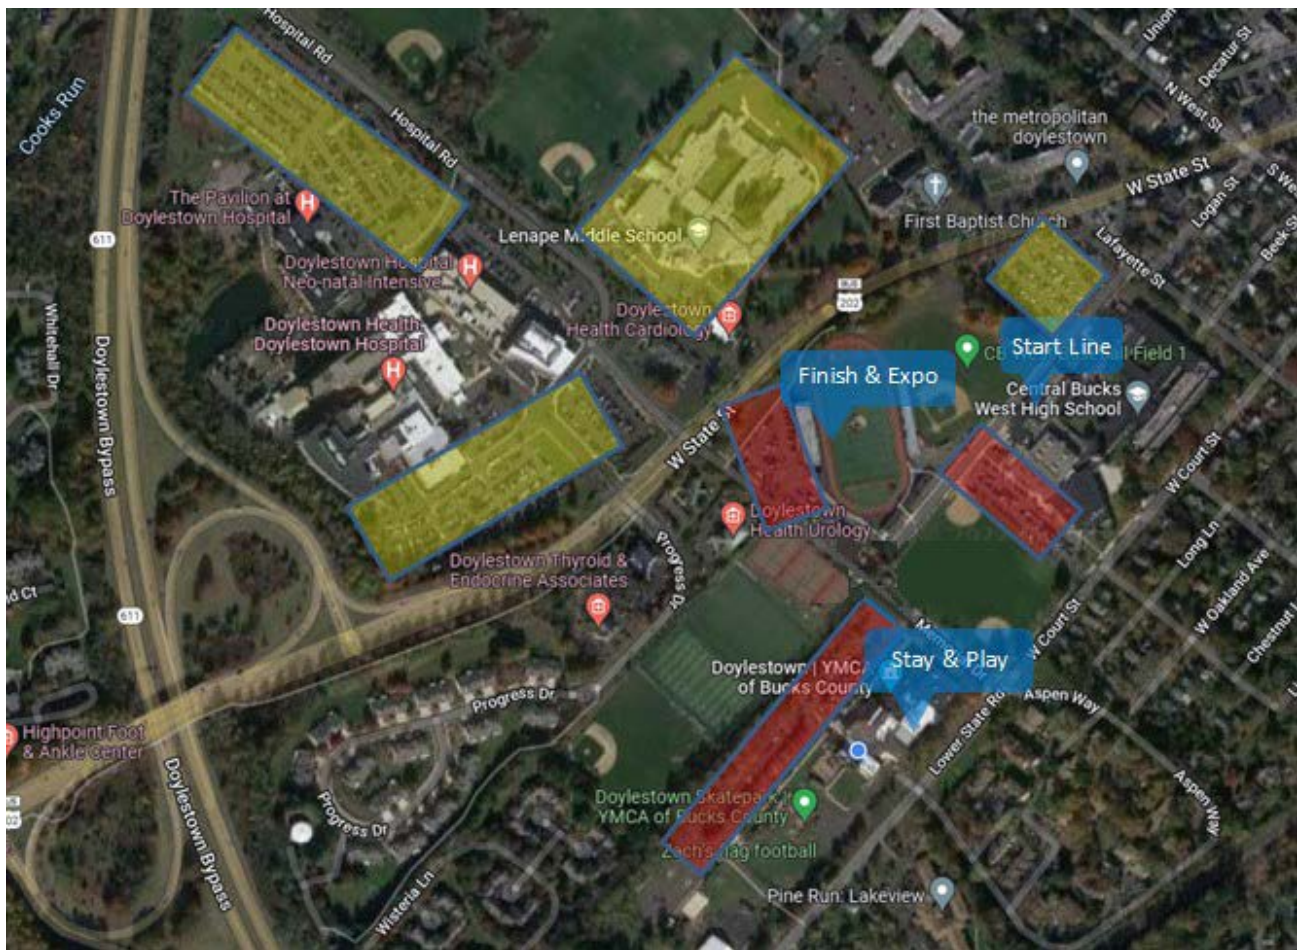 Hospital Rd
Union
Decatur St
N West St
Cooks Run
Hospital Rd
the metropolitan
doylestown
W State St
S We
Logan St
The Pavilion at
Doylestown Hospital
First Baptist Church
Lenape Middle School
Lafayette St
Beek St
611
Doylestown Hospital
Neo-natal Intensive...
202
Doylestown
Health Cardiology
Whitehall Dr
Doylestown Health-
Doylestown Hospital
Start Line
Field 1
Finish & Expo
Central Bucks
West High School
Doylestown Bypass
W State St
W Court St
Doylestown
Health Urology
Long Ln
Progress Dr
Doylestown Thyroid &
Endocrine Associates
W Oakland Ave
Chestnut
nd Ct
611
W Court St
Stay & Play
Doylestown | YMCA
of Bucks County
Aspen Way
Progress Dr
Lower State Rd
Highpoint Foot
& Ankle Center
02
Doylestown Bypass
Progress Dr
Doylestown Skatepark
YMCA of Bucks County
Aspen Way
Zach's flag football
Wisteria Ln
Pine Run: Lakeview